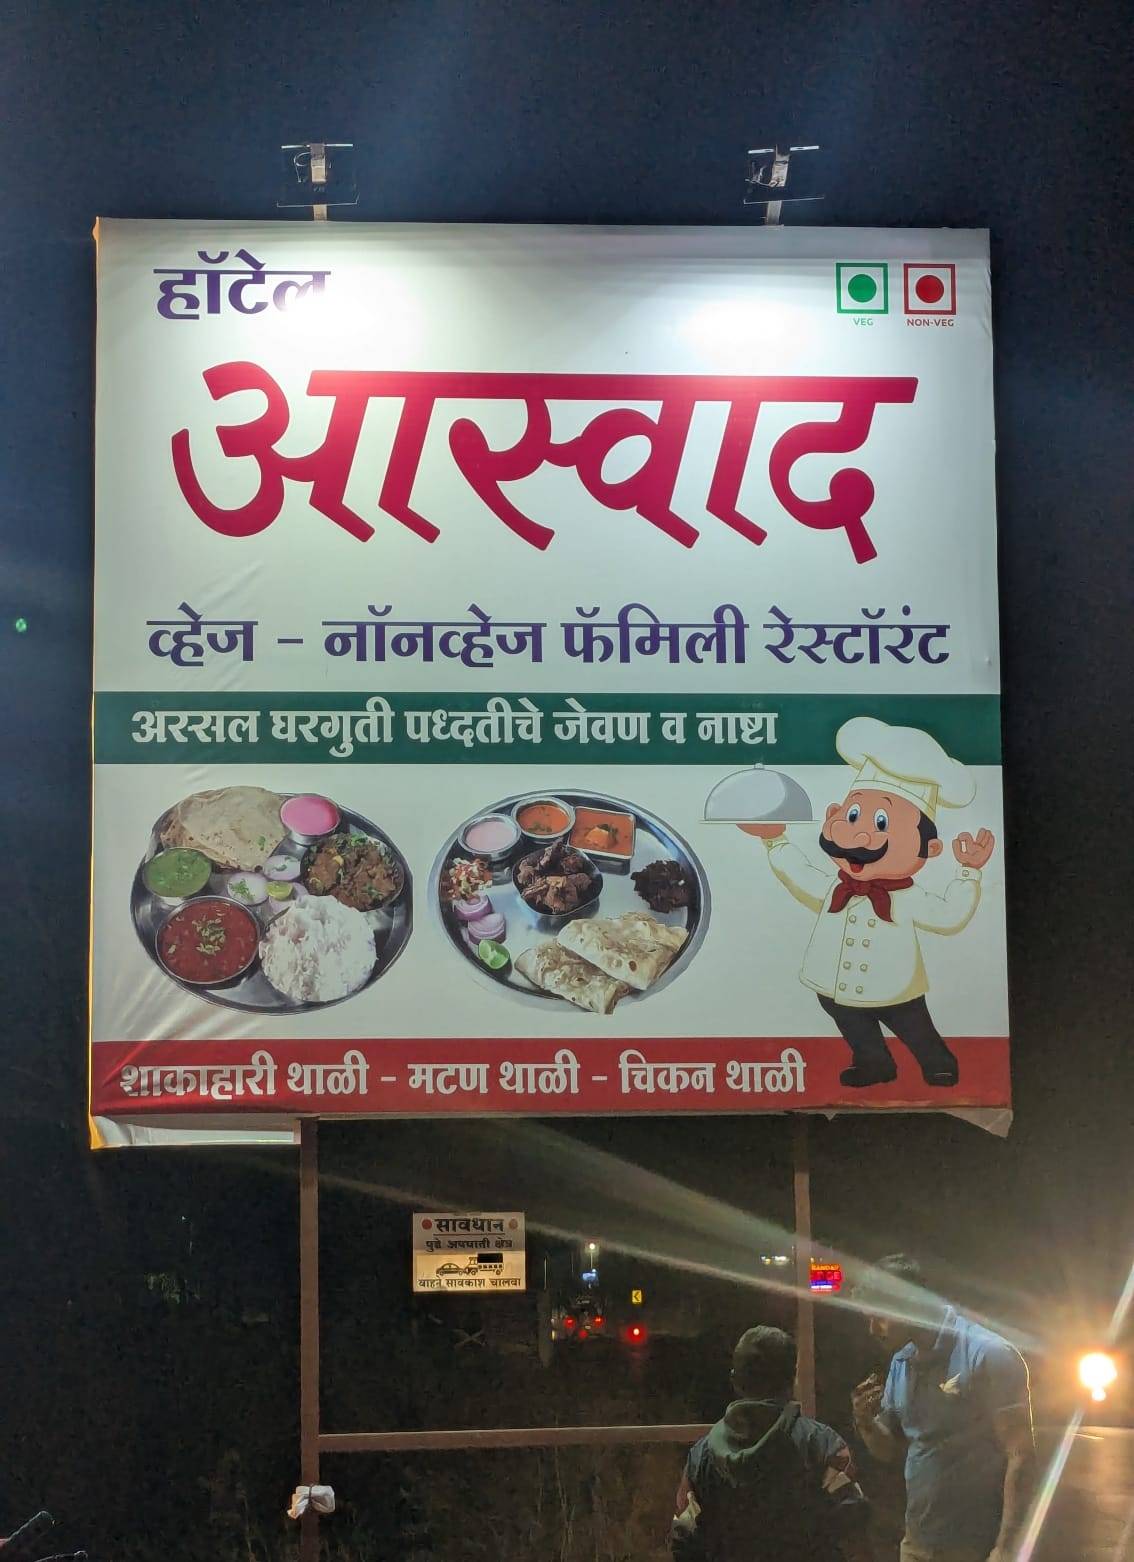 हॉटेल
VEG NON-VEG
आस्वाद
व्हेज - नॉनव्हेज फॅमिली रेस्टॉरंट
अस्सल घरगुती पध्दतीचे जेवण व नाष्टा
शाकाहारी थाळी - मटण थाळी - चिकन थाळी
सावधान
पुढे अपघाती क्षेत्र
वाहने सावकाश चालवा